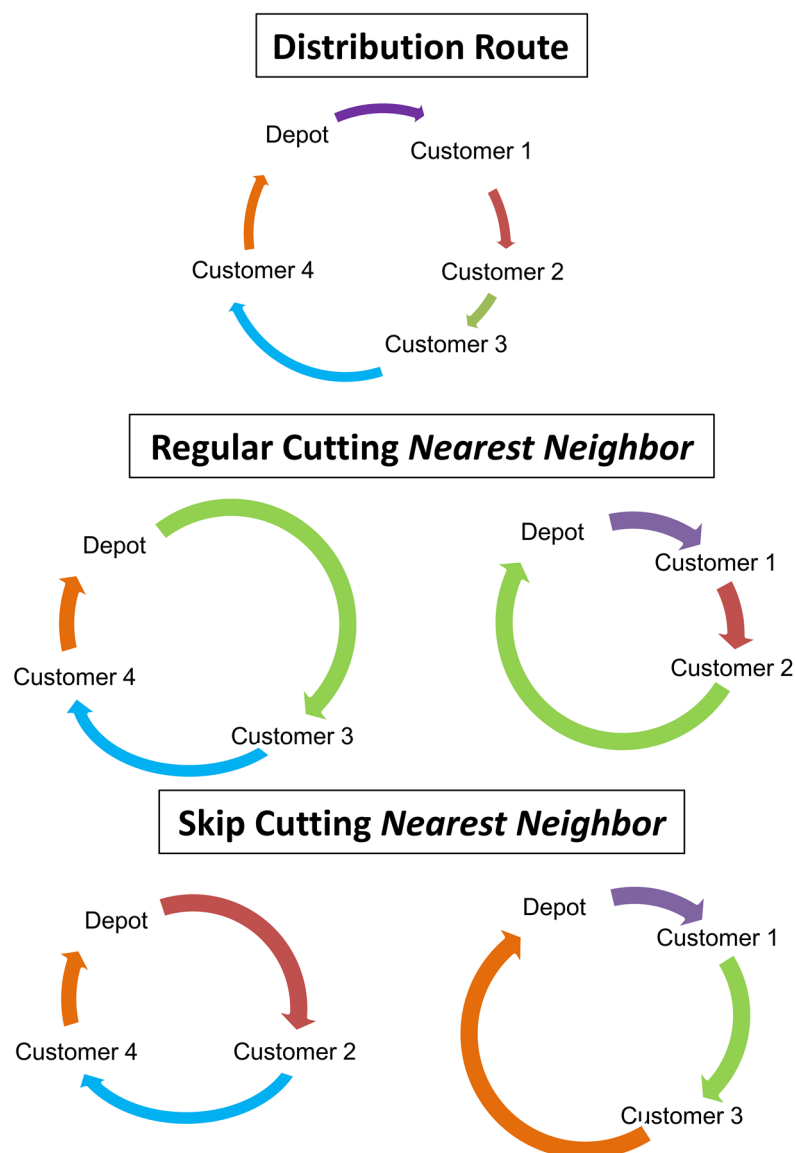 Distribution Route
Depot
Customer 1
Customer 4
Customer 2
Customer 3
Regular Cutting Nearest Neighbor
Depot
Customer 4
Customer 3
Depot
Customer 1
Customer 2
Skip Cutting Nearest Neighbor
Depot
Customer 4
Customer 2
Depot
Customer 1
Customer 3